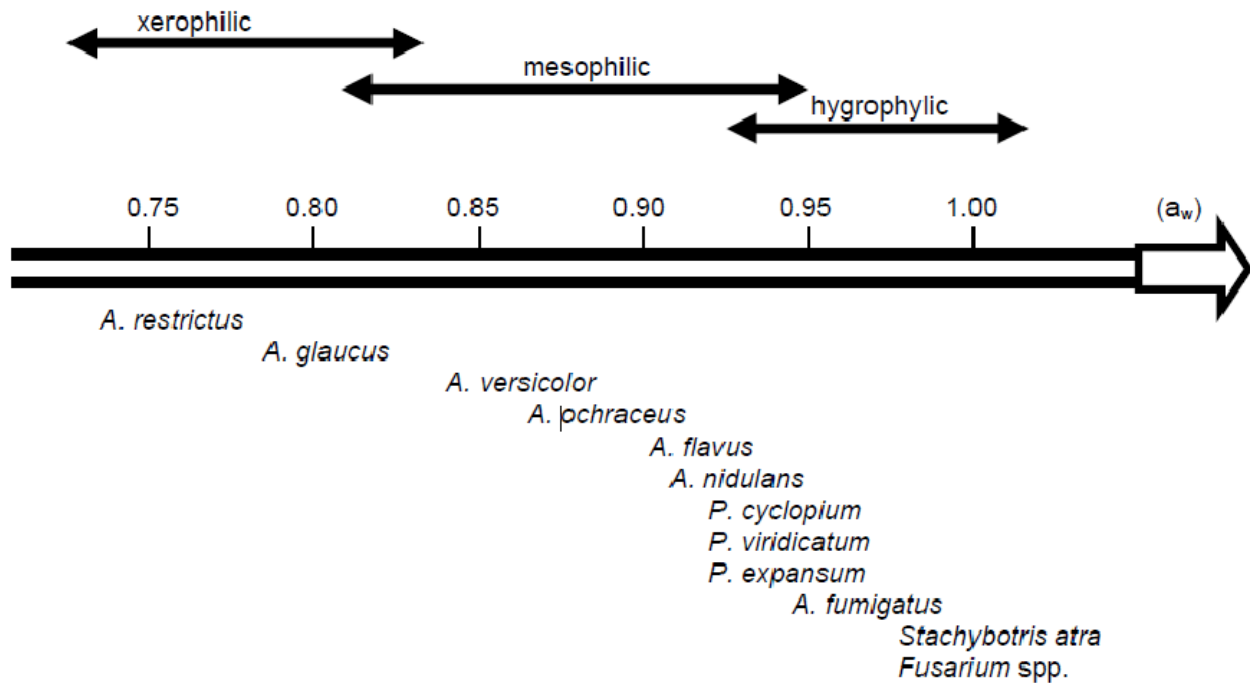 xerophilic
mesophilic
hygrophylic
0.75 0.80 0.85 0.90 0.95 1.00 (aw)
A. restrictus
A. glaucus
A. versicolor
A. ochraceus
A. flavus
A. nidulans
P. cyclopium
P. viridicatum
P. expansum
A. fumigatus
Stachybotris atra
Fusarium spp.